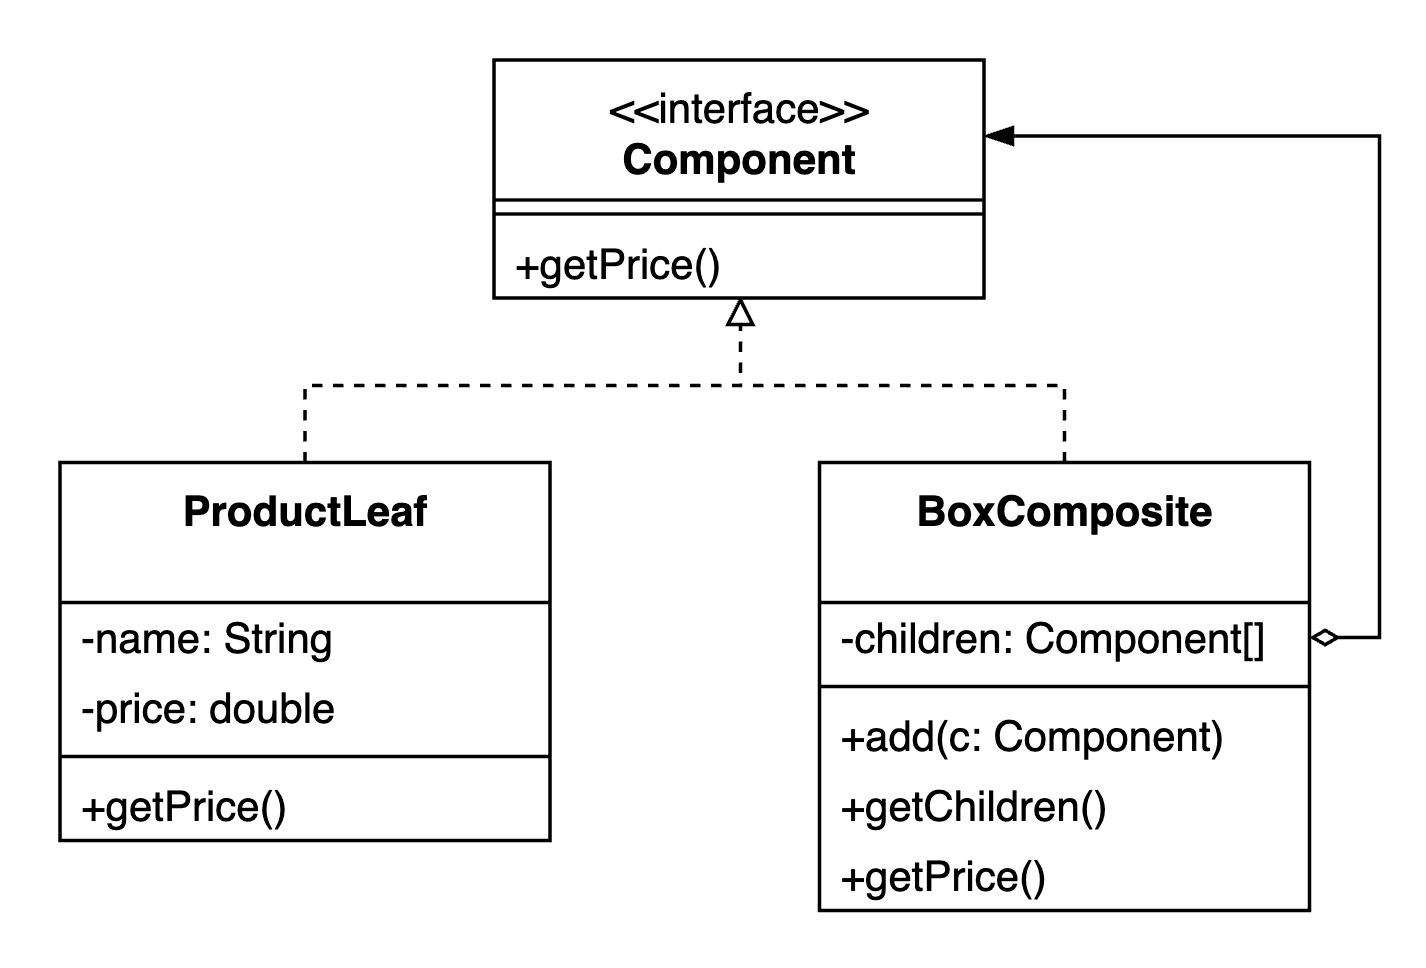 <<interface>>
Component
+getPrice()
ProductLeaf
-name: String
-price: double
+getPrice()
BoxComposite
-children: Component[]
+add(c: Component)
+getChildren()
+getPrice()